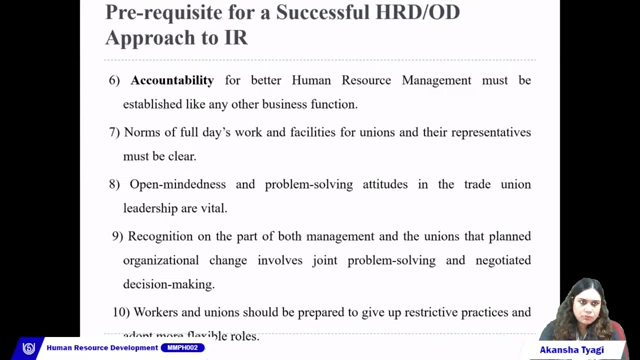 Pre-requisite for a Successful HRD/OD
Approach to IR
6) Accountability for better Human Resource Management must be
established like any other business function.
7) Norms of full day's work and facilities for unions and their representatives
must be clear.
8) Open-mindedness and problem-solving attitudes in the trade union
leadership are vital.
9) Recognition on the part of both management and the unions that planned
organizational change involves joint problem-solving and negotiated
decision-making.
10) Workers and unions should be prepared to give up restrictive practices and
adopt more flexible roles.
Human Resource Development MMPH002
Akansha Tyagi